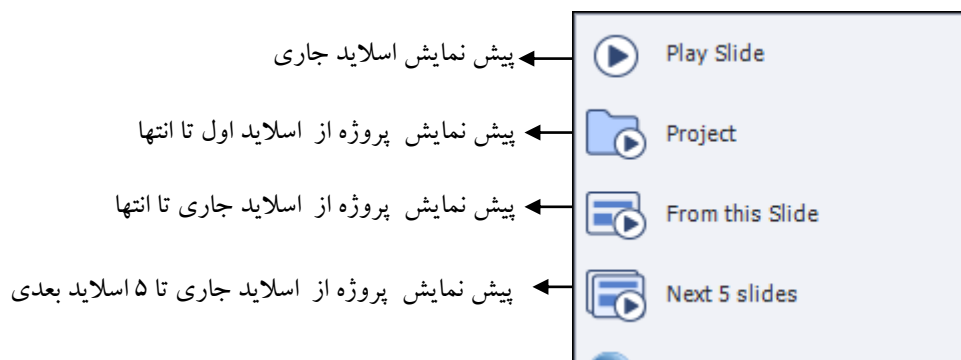 پیش نمایش اسلاید جاری
Play Slide
پیش نمایش پروژه از اسلاید اول تا انتها
Project
پیش نمایش پروژه از اسلاید جاری تا انتها
From this Slide
پیش نمایش پروژه از اسلاید جاری تا ۵ اسلاید بعدی
Next 5 slides